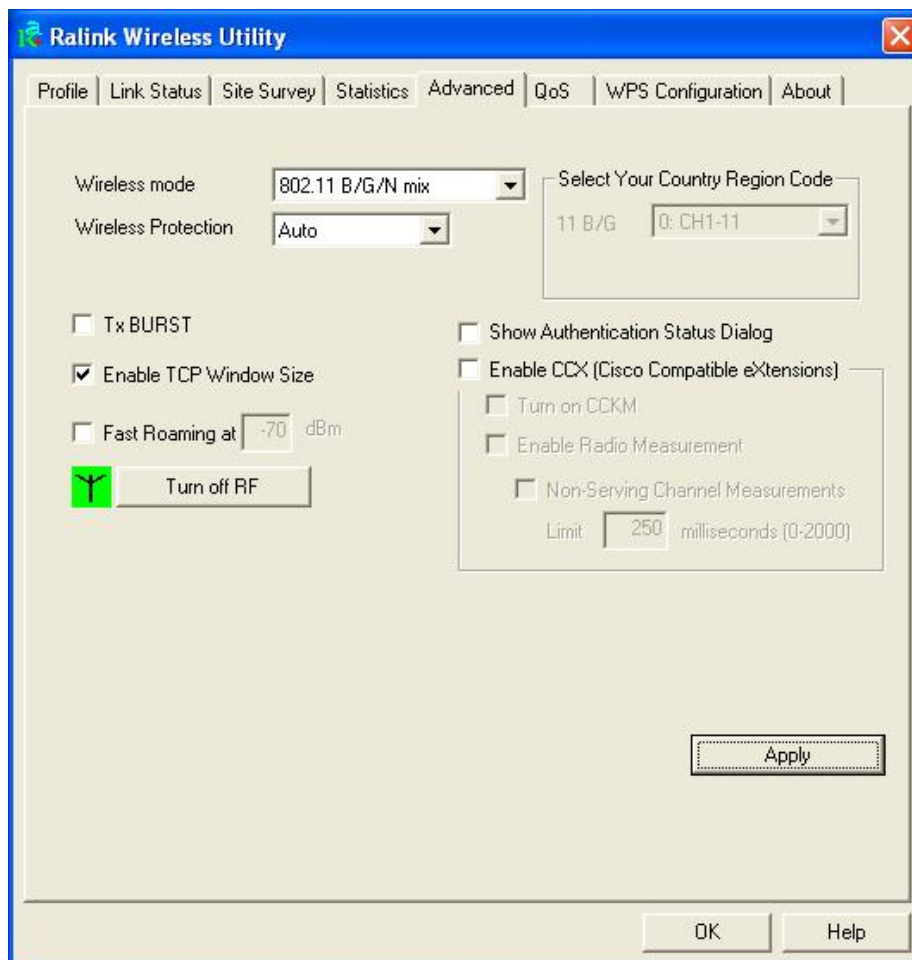 Ralink Wireless Utility
Profile Link Status Site Survey Statistics Advanced QoS WPS Configuration About
Wireless mode 802.11 B/G/N mix
Wireless Protection Auto
Select Your Country Region Code
11 B/G 0: CH1-11
Tx BURST
Enable TCP Window Size
Fast Roaming at -70 dBm
Turn off RF
Show Authentication Status Dialog
Enable CCX (Cisco Compatible eXtensions)
Turn on CCKM
Enable Radio Measurement
Non-Serving Channel Measurements
Limit 250 milliseconds (0-2000)
Apply
OK Help